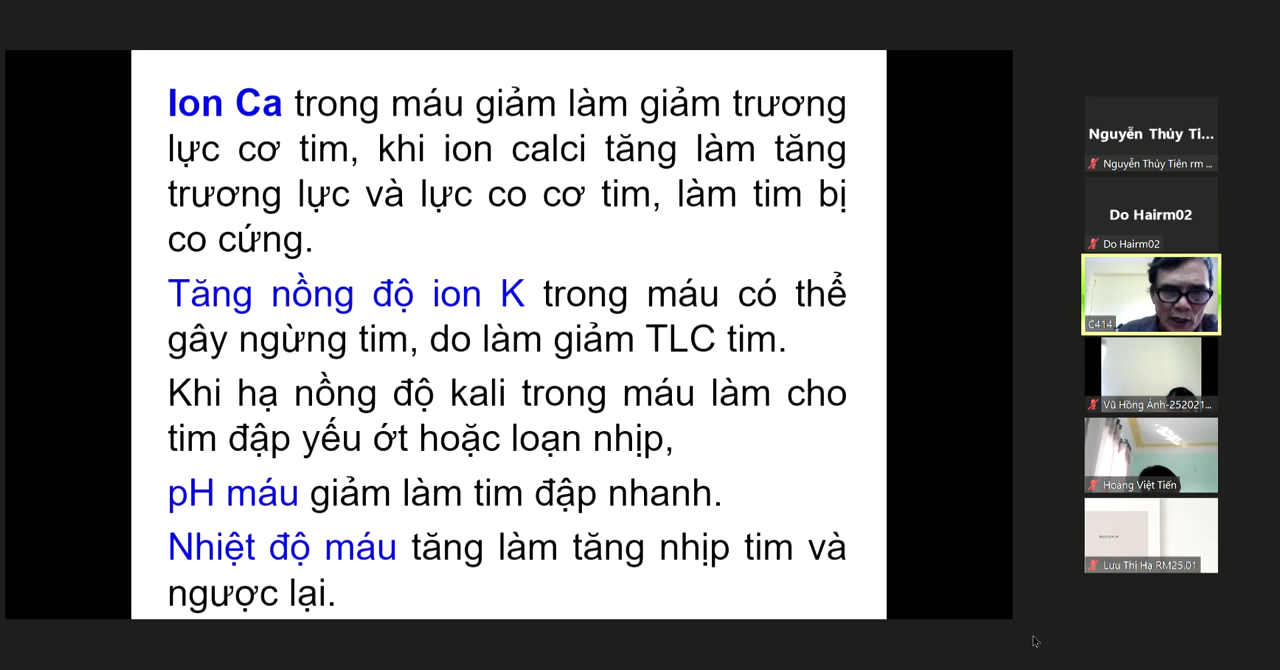 Ion Ca trong máu giảm làm giảm trương
lực cơ tim, khi ion calci tăng làm tăng
trương lực và lực co cơ tim, làm tim bị
co cứng.
Tăng nồng độ ion K trong máu có thể
gây ngừng tim, do làm giảm TLC tim.
Khi hạ nồng độ kali trong máu làm cho
tim đập yếu ớt hoặc loạn nhịp,
pH máu giảm làm tim đập nhanh.
Nhiệt độ máu tăng làm tăng nhịp tim và
ngược lại.
Nguyễn Thủy Ti...
Nguyễn Thủy Tiên rm ...
Do Hairm02
Do Hairm02
C414
Vũ Hồng Ánh-252021...
Hoàng Việt Tiến
Lưu Thị Hạ RM25.01